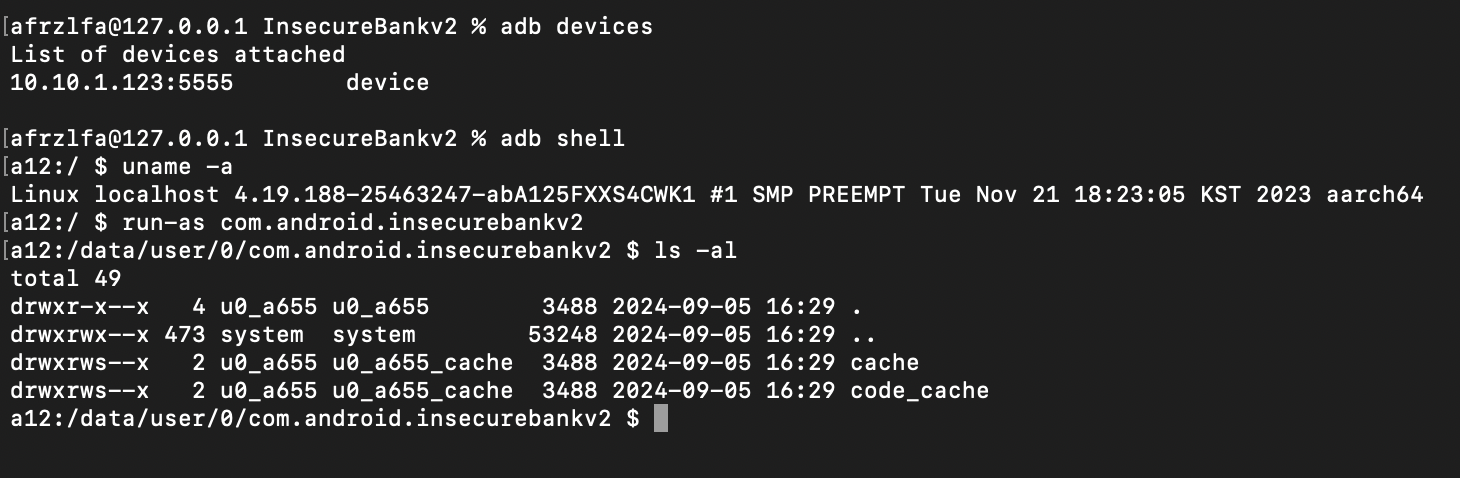 [afrzlfa@127.0.0.1 InsecureBankv2 % adb devices
List of devices attached
10.10.1.123:5555        device

[afrzlfa@127.0.0.1 InsecureBankv2 % adb shell
[a12:/ $ uname -a
Linux localhost 4.19.188-25463247-abA125FXXS4CWK1 #1 SMP PREEMPT Tue Nov 21 18:23:05 KST 2023 aarch64
[a12:/ $ run-as com.android.insecurebankv2
[a12:/data/user/0/com.android.insecurebankv2 $ ls -al
total 49
drwxr-x--x   4 u0_a655 u0_a655        3488 2024-09-05 16:29 .
drwxrwx--x 473 system  system        53248 2024-09-05 16:29 ..
drwxrws--x   2 u0_a655 u0_a655_cache  3488 2024-09-05 16:29 cache
drwxrws--x   2 u0_a655 u0_a655_cache  3488 2024-09-05 16:29 code_cache
a12:/data/user/0/com.android.insecurebankv2 $